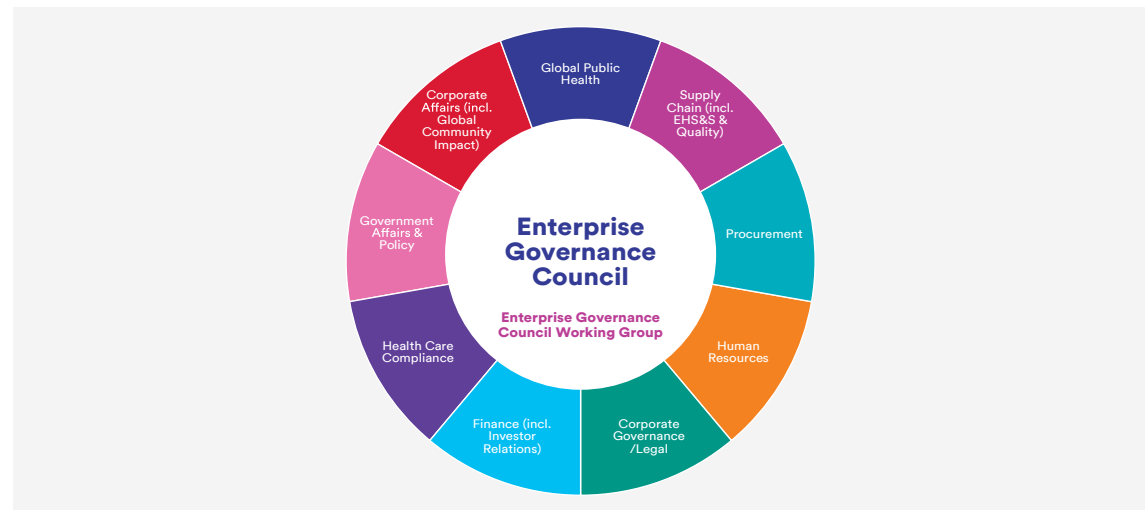 Global Public
Health
Supply
Chain (incl.
EHS&S &
Quality)
Procurement
Human
Resources
Corporate
Governance
/Legal
Finance (incl.
Investor
Relations)
Health Care
Compliance
Government
Affairs &
Policy
Corporate
Affairs (incl.
Global
Community
Impact)
Enterprise
Governance
Council
Enterprise Governance
Council Working Group